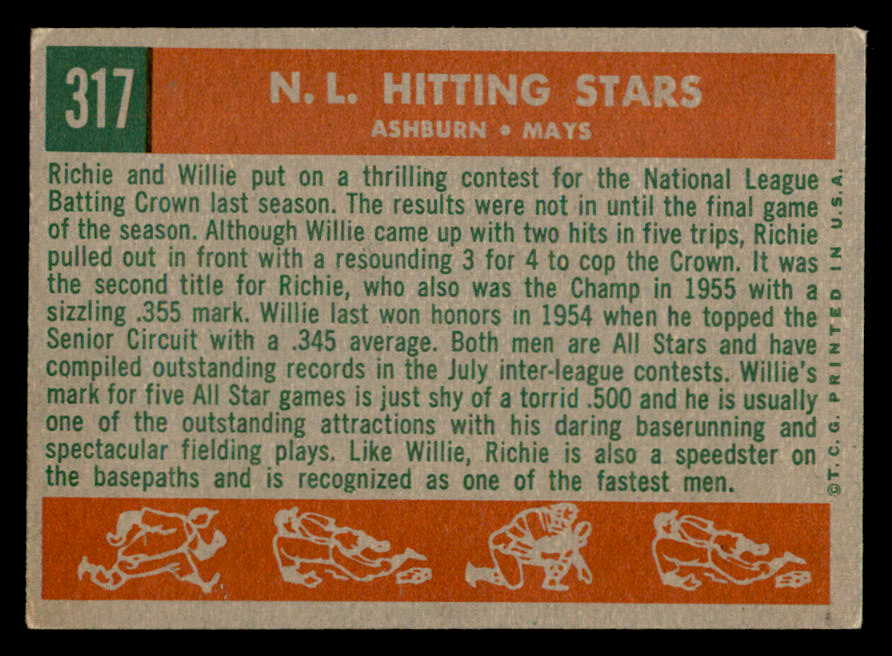 317
N. L. HITTING STARS
ASHBURN • MAYS
Richie and Willie put on a thrilling contest for the National League
Batting Crown last season. The results were not in until the final game
of the season. Although Willie came up with two hits in five trips, Richie
pulled out in front with a resounding 3 for 4 to cop the Crown. It was
the second title for Richie, who also was the Champ in 1955 with a
sizzling .355 mark. Willie last won honors in 1954 when he topped the
Senior Circuit with a .345 average. Both men are All Stars and have
compiled outstanding records in the July inter-league contests. Willie's
mark for five All Star games is just shy of a torrid .500 and he is usually
one of the outstanding attractions with his daring baserunning and
spectacular fielding plays. Like Willie, Richie is also a speedster on
the basepaths and is recognized as one of the fastest men.
© T. C. G. PRINTED IN U.S.A.